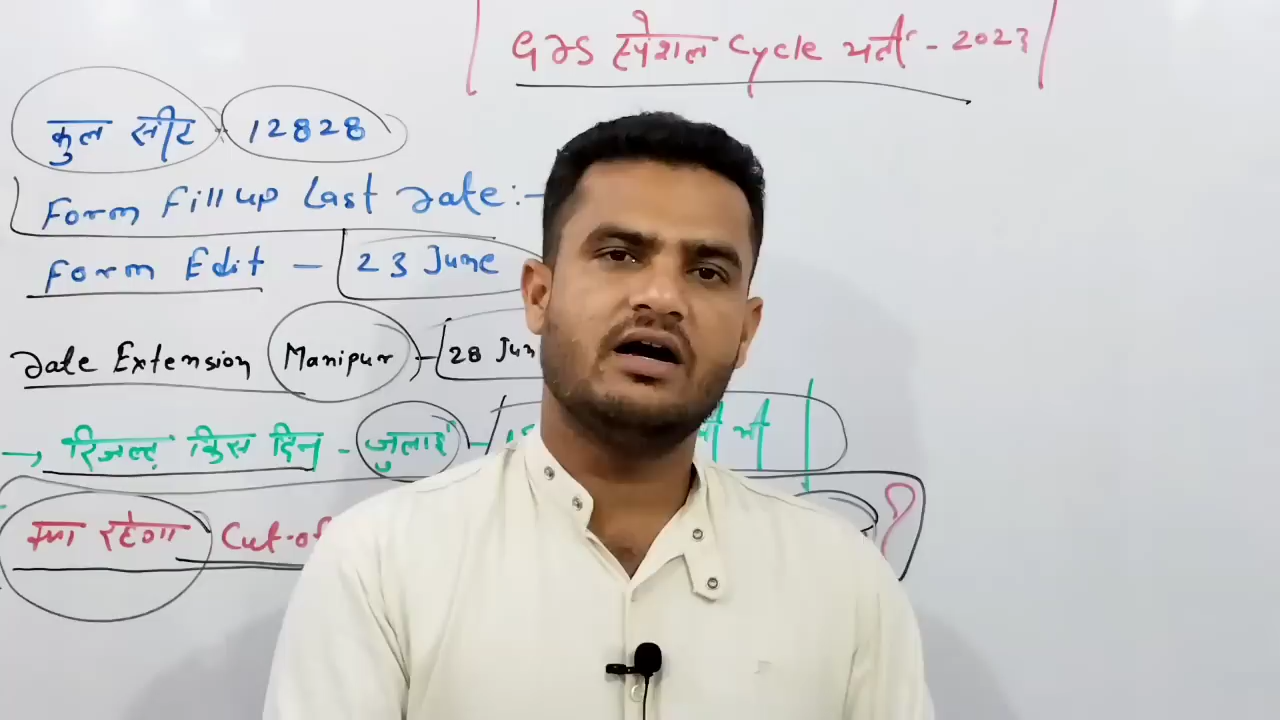 GDS स्पेशल Cycle भर्ती - 2023
कुल सीट - 12828
Form Fill up Last Date :-
Form Edit - 23 June
Date Extension Manipur - 28 Jun
→ रिजल्ट किस दिन - जुलाई -
क्या रहेगा Cut-of ?